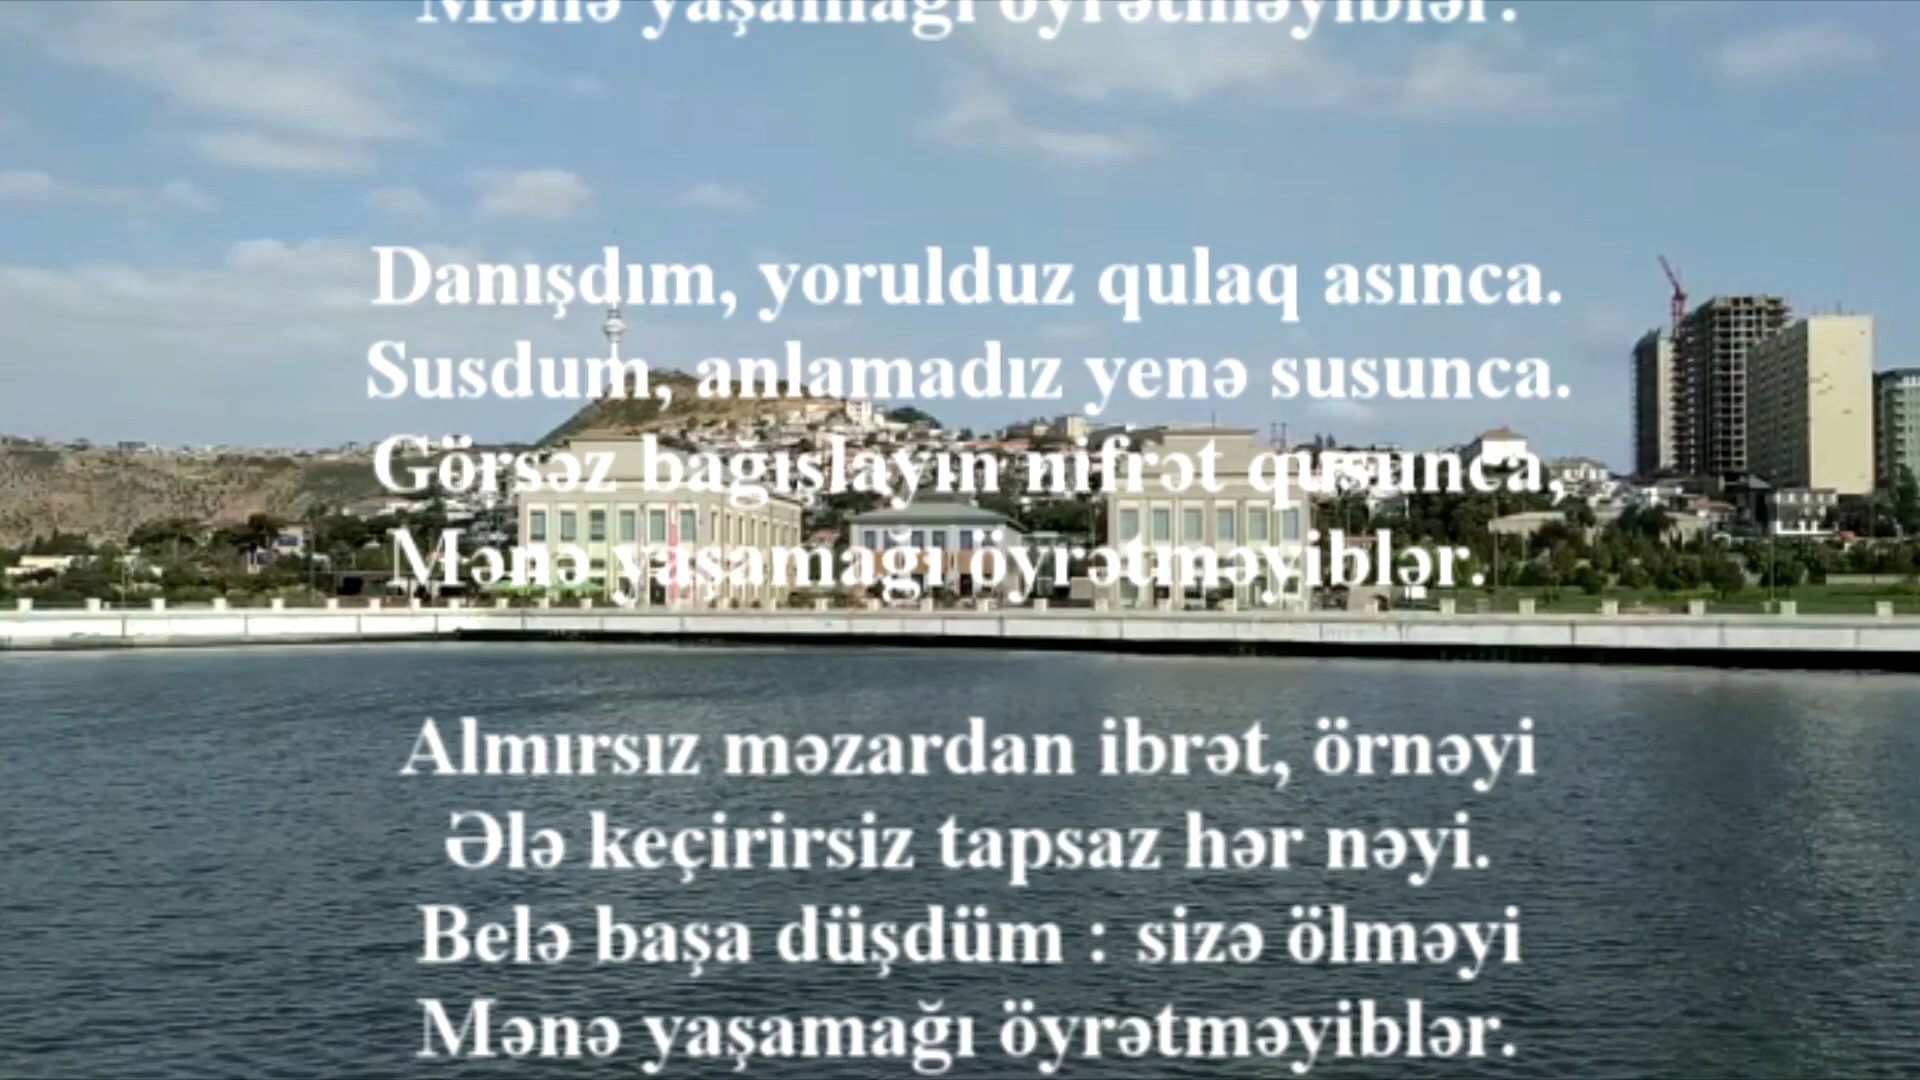 Mənə yaşamağı öyrətməyiblər.
Danışdım, yorulduz qulaq asınca.
Susdum, anlamadız yenə susunca.
Görsəz bağışlayın nifrət qusunca,
Mənə yaşamağı öyrətməyiblər.
Almırsız məzardan ibrət, örnəyi
Ələ keçirirsiz tapsaz hər nəyi.
Belə başa düşdüm : sizə ölməyi
Mənə yaşamağı öyrətməyiblər.